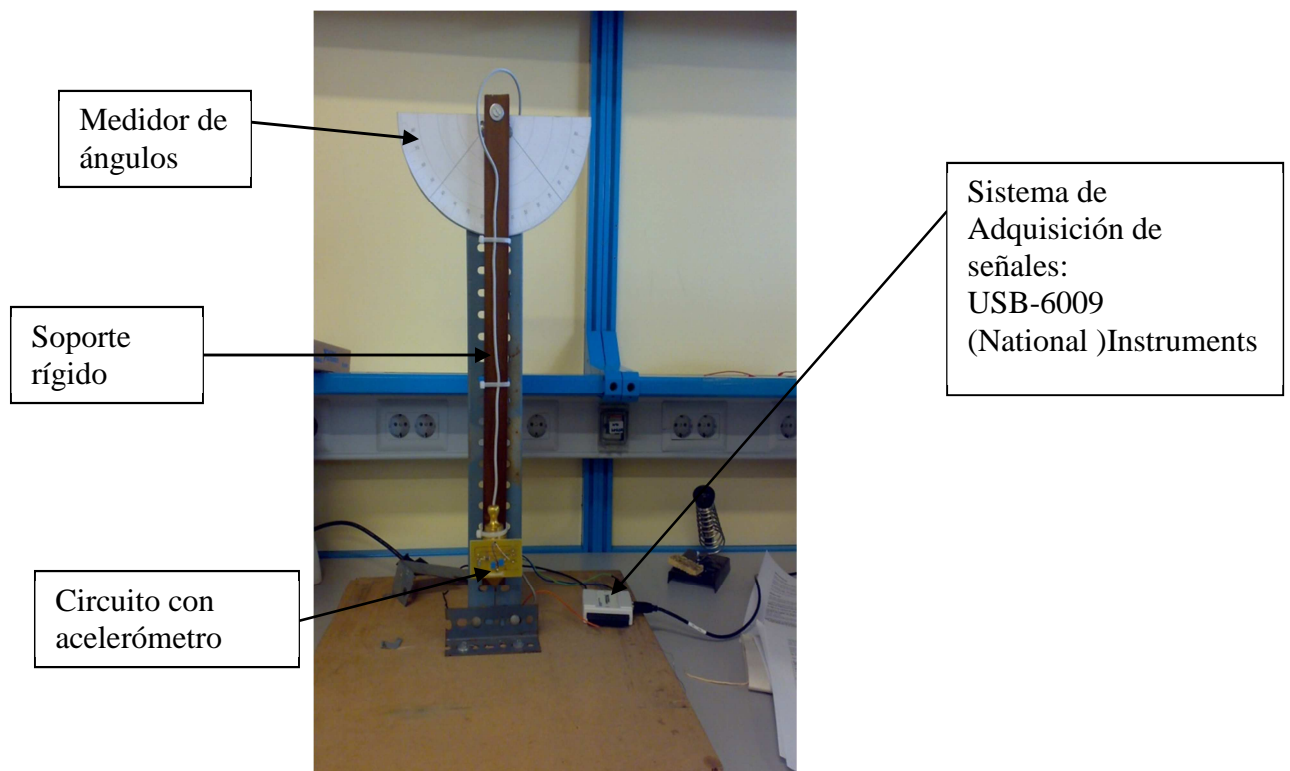 Medidor de
ángulos
Soporte
rígido
Circuito con
acelerómetro
Sistema de
Adquisición de
señales:
USB-6009
(National )Instruments